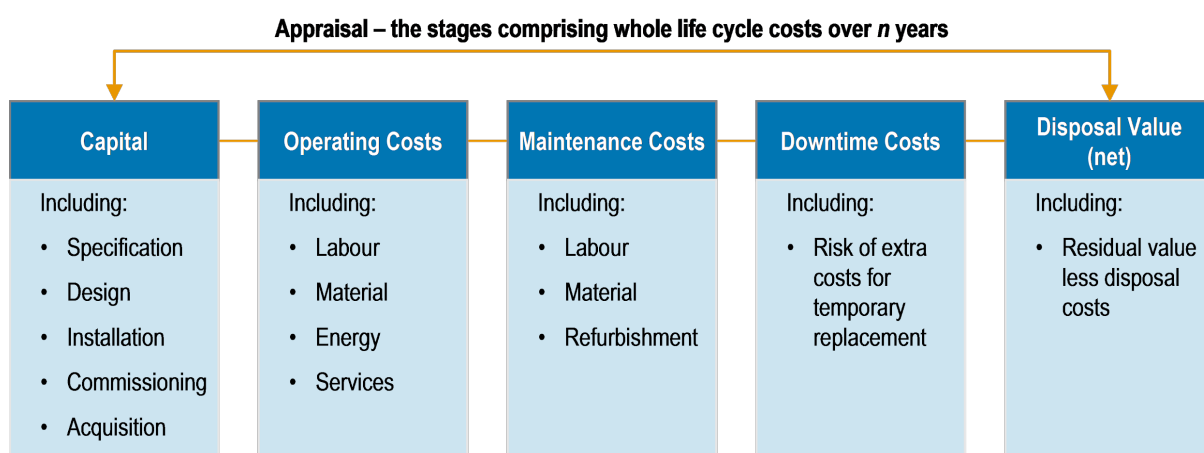 Appraisal – the stages comprising whole life cycle costs over n years
Capital
Including:
• Specification
• Design
• Installation
• Commissioning
• Acquisition
Operating Costs
Including:
• Labour
• Material
• Energy
• Services
Maintenance Costs
Including:
• Labour
• Material
• Refurbishment
Downtime Costs
Including:
• Risk of extra
costs for
temporary
replacement
Disposal Value
(net)
Including:
• Residual value
less disposal
costs